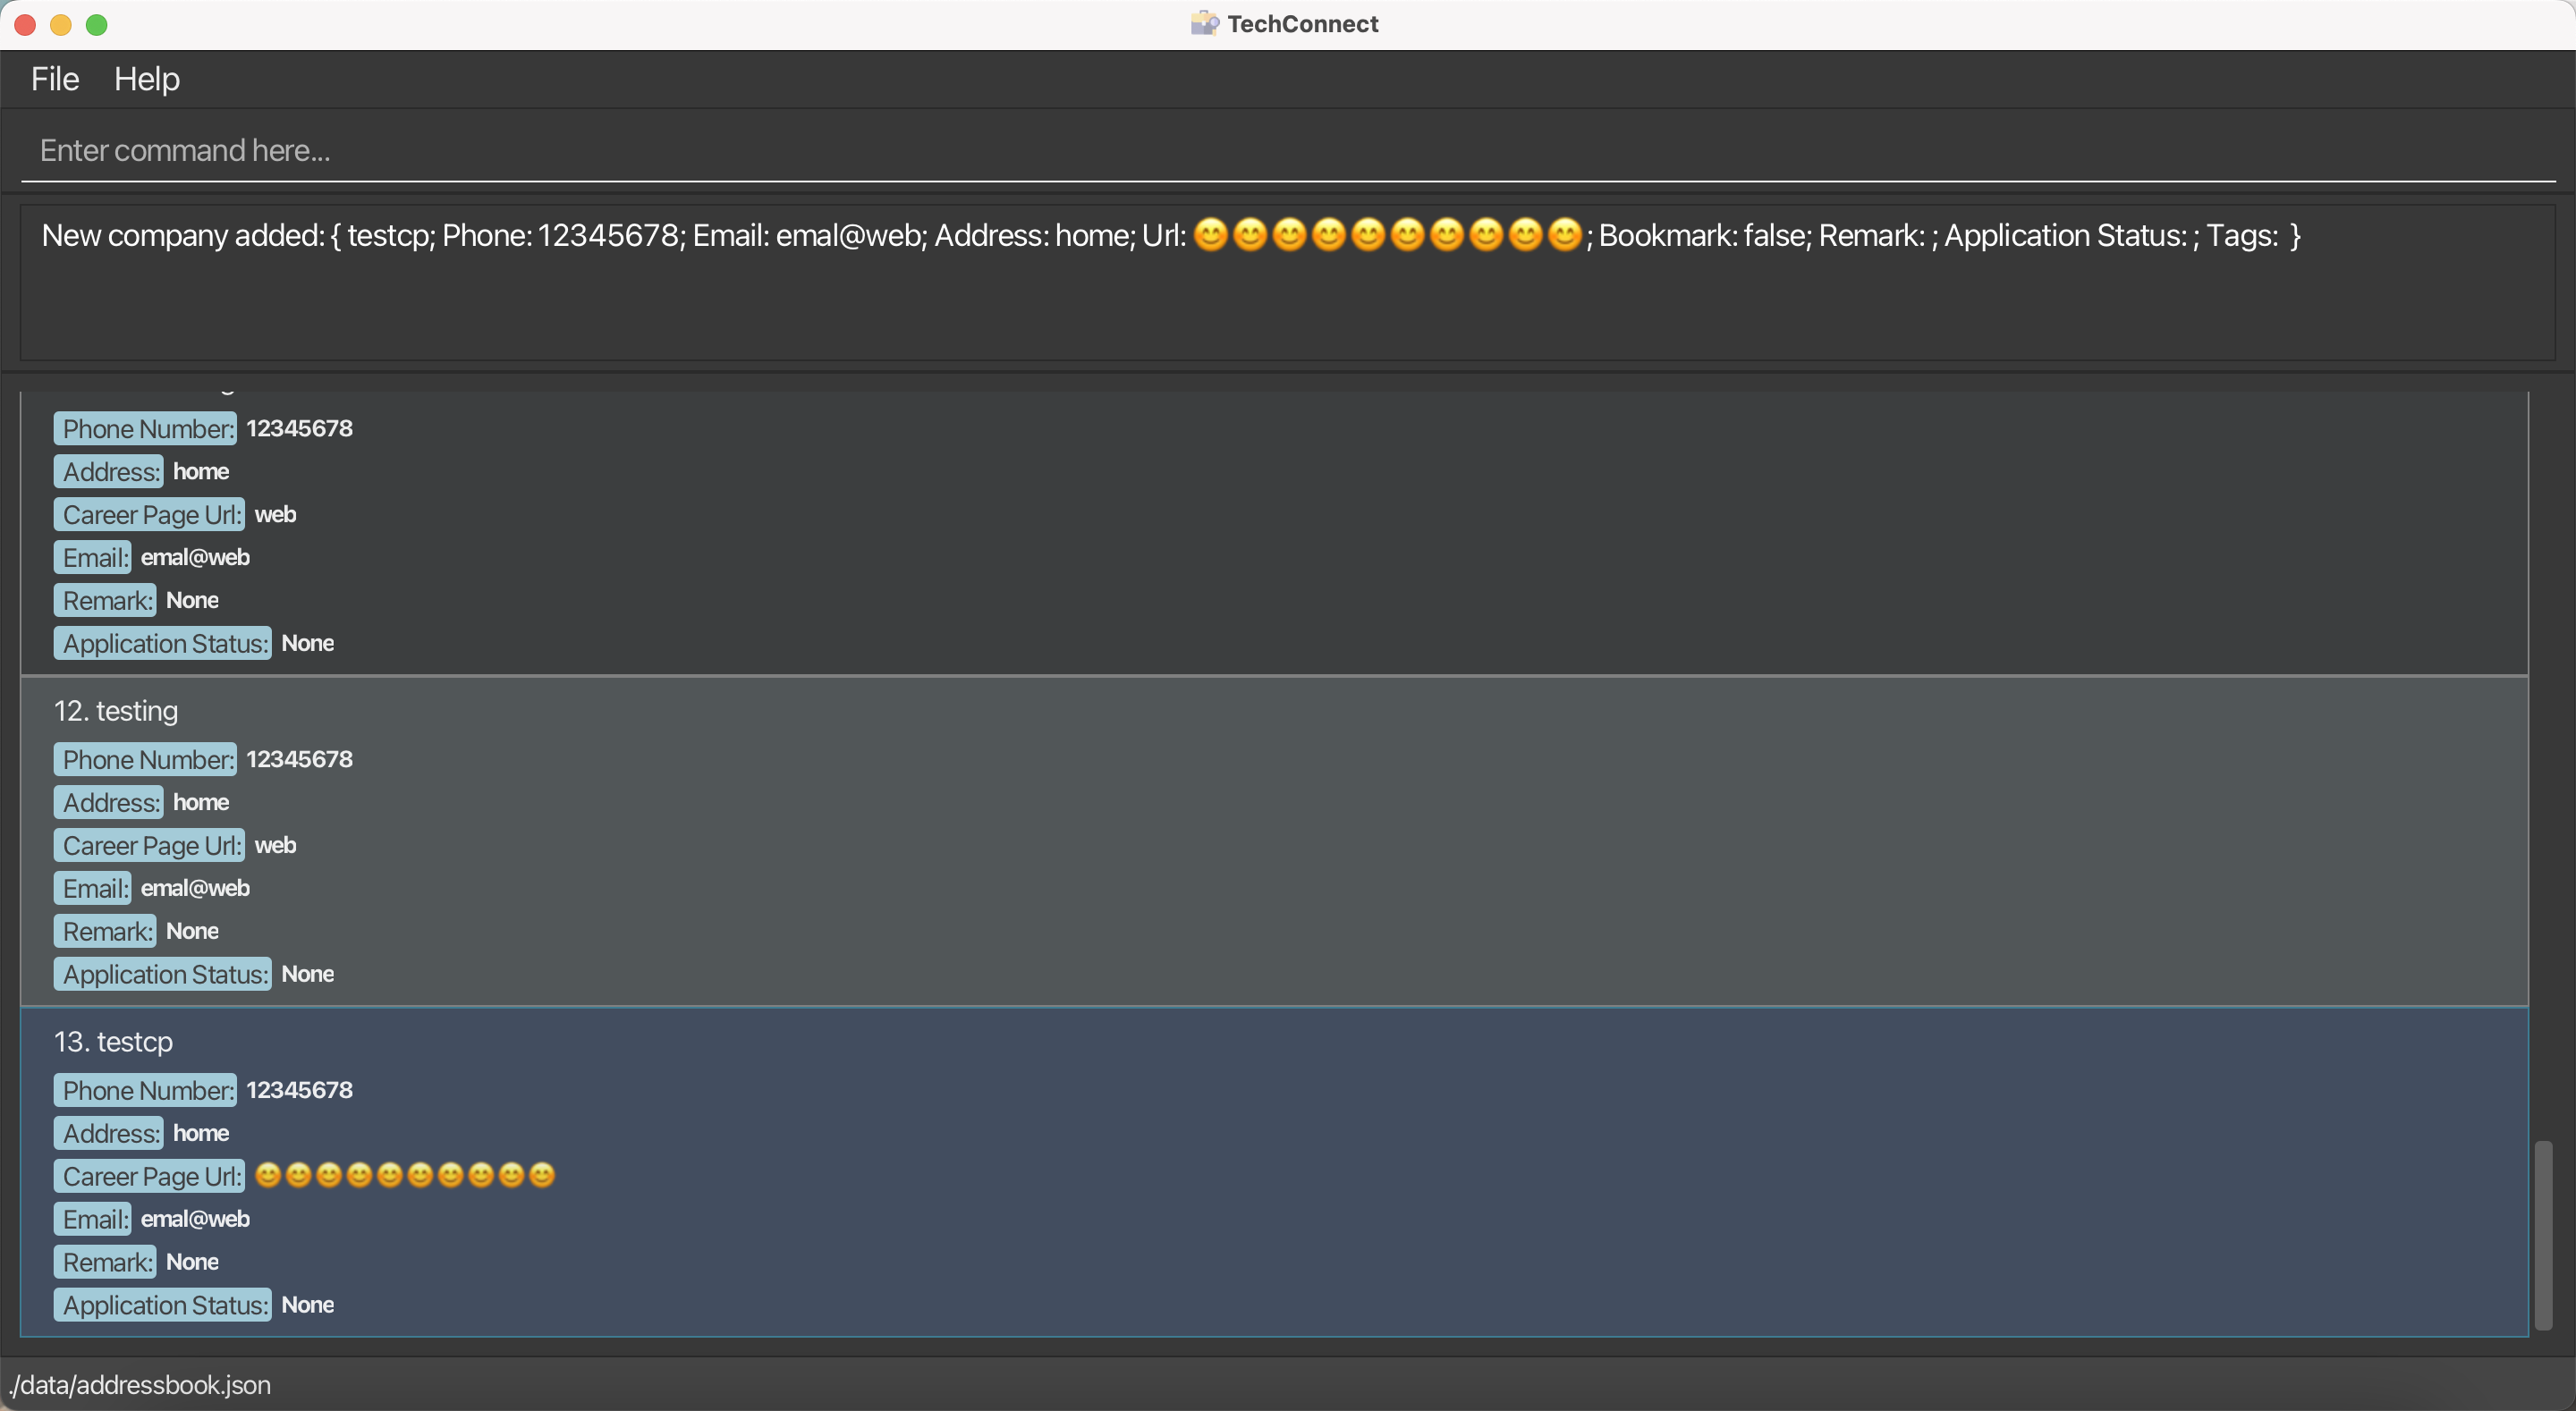 TechConnect
File Help
Enter command here...
New company added: { testcp; Phone: 12345678; Email: emal@web; Address: home; Url: 😊😊😊😊😊😊😊😊😊😊; Bookmark: false; Remark: ; Application Status: ; Tags: }
Phone Number: 12345678
Address: home
Career Page Url: web
Email: emal@web
Remark: None
Application Status: None
12. testing
Phone Number: 12345678
Address: home
Career Page Url: web
Email: emal@web
Remark: None
Application Status: None
13. testcp
Phone Number: 12345678
Address: home
Career Page Url: 😊😊😊😊😊😊😊😊😊😊
Email: emal@web
Remark: None
Application Status: None
./data/addressbook.json